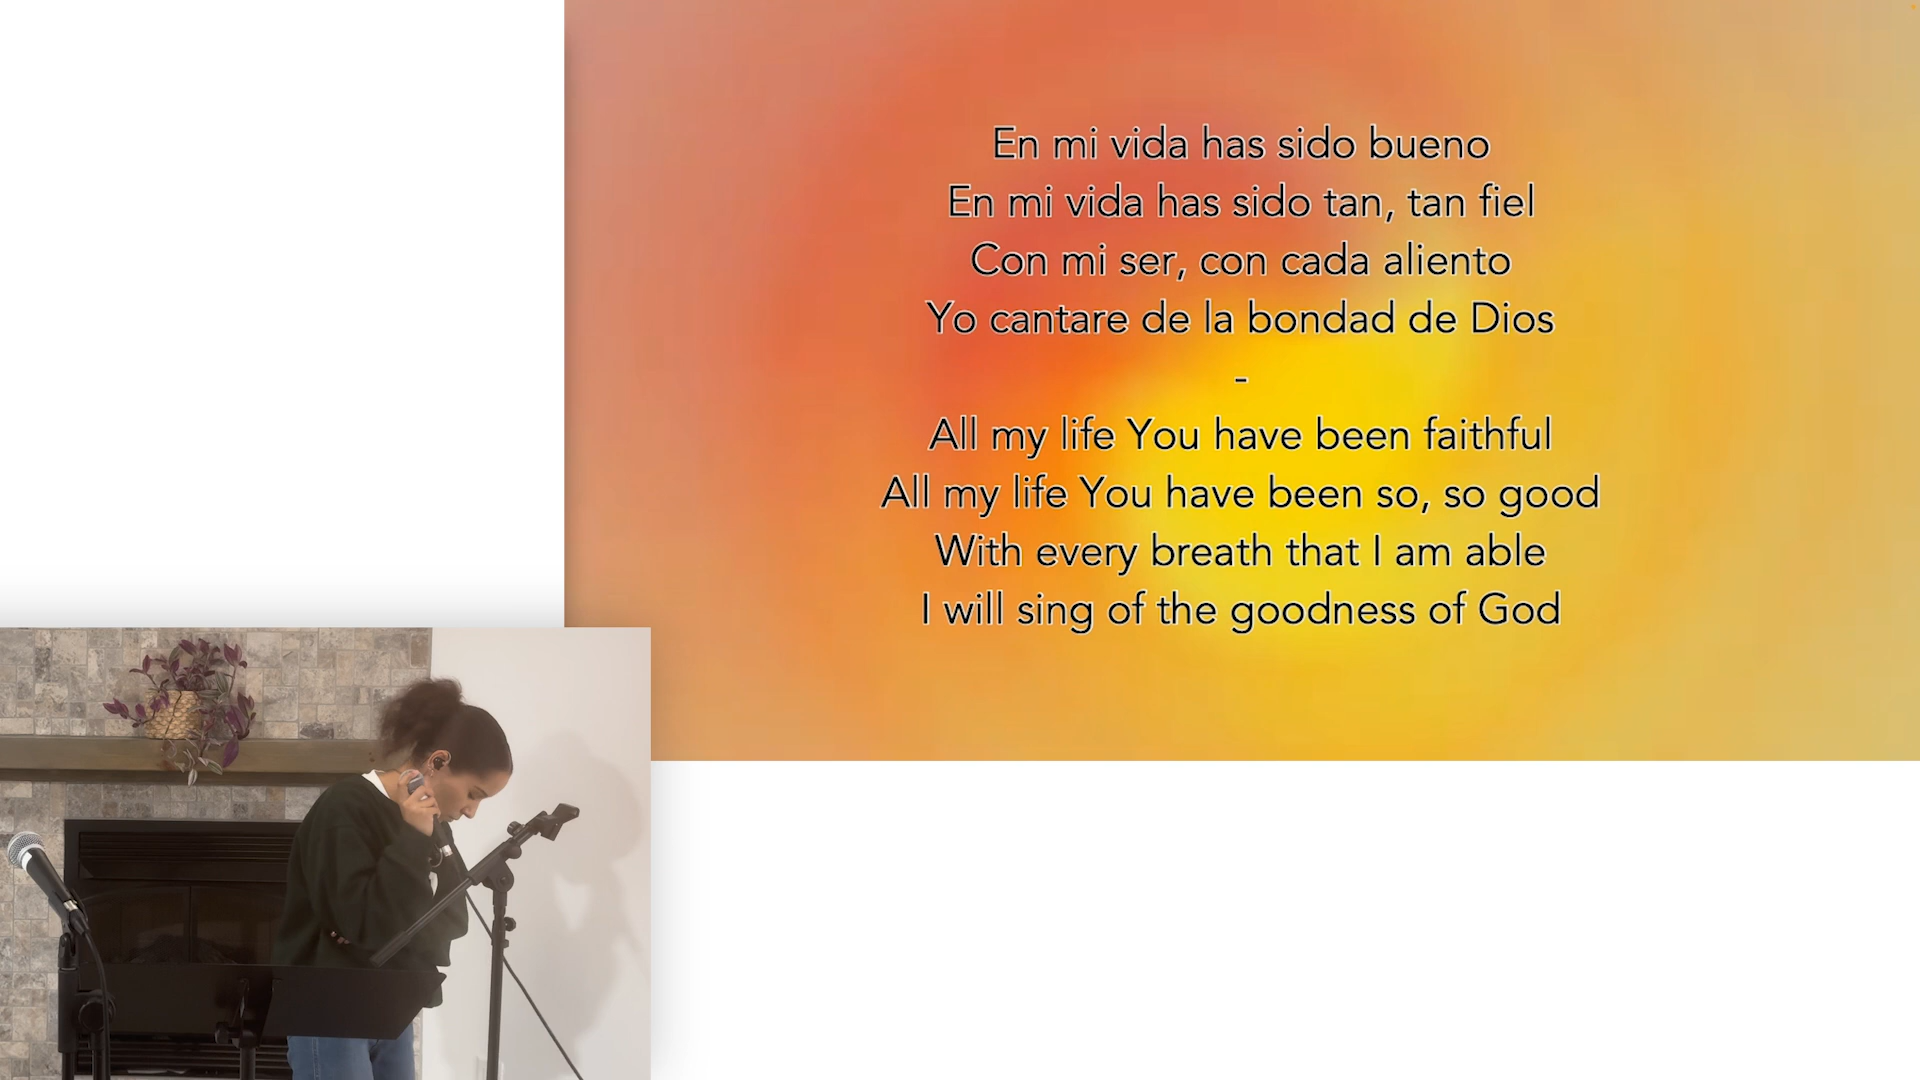 En mi vida has sido bueno
En mi vida has sido tan, tan fiel
Con mi ser, con cada aliento
Yo cantare de la bondad de Dios
-
All my life You have been faithful
All my life You have been so, so good
With every breath that I am able
I will sing of the goodness of God